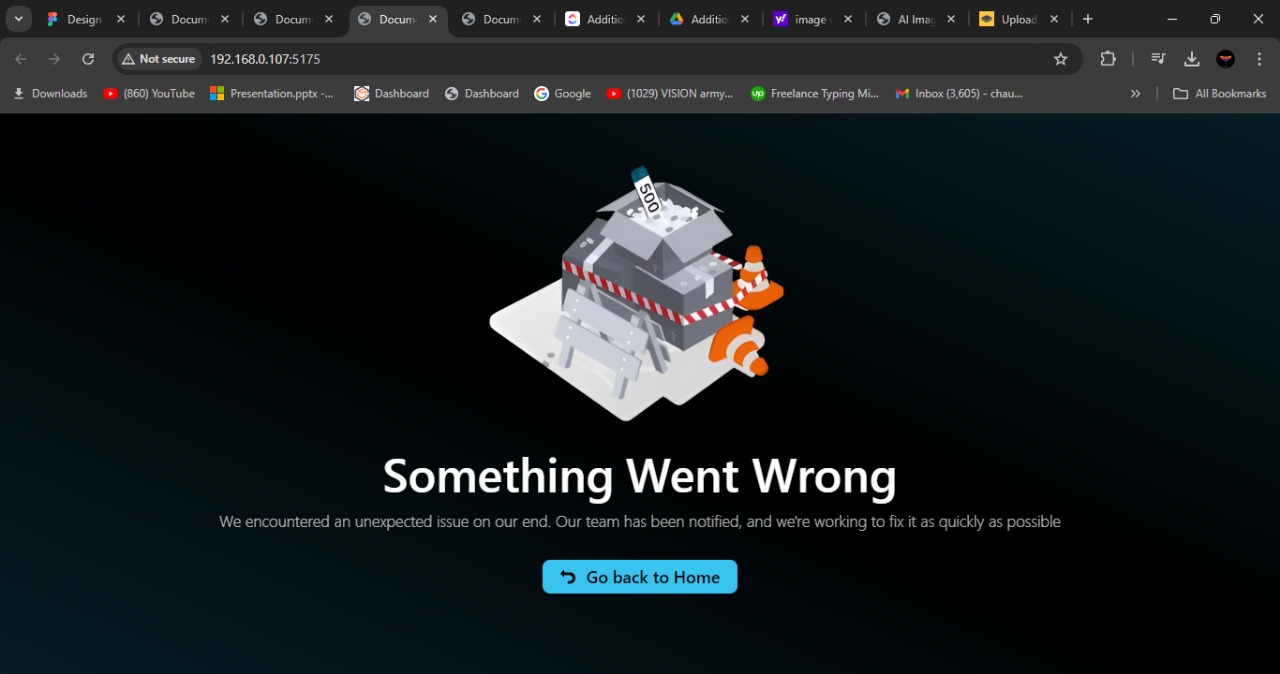 Design
Docum
Docum
Docum
Docum
Additio
Additio
image
AI Imag
Upload
Not secure
192.168.0.107:5175
Downloads
(860) YouTube
Presentation.pptx -...
Dashboard
Dashboard
Google
(1029) VISION army...
Freelance Typing Mi...
Inbox (3,605) - chau...
All Bookmarks
500
Something Went Wrong
We encountered an unexpected issue on our end. Our team has been notified, and we're working to fix it as quickly as possible
Go back to Home